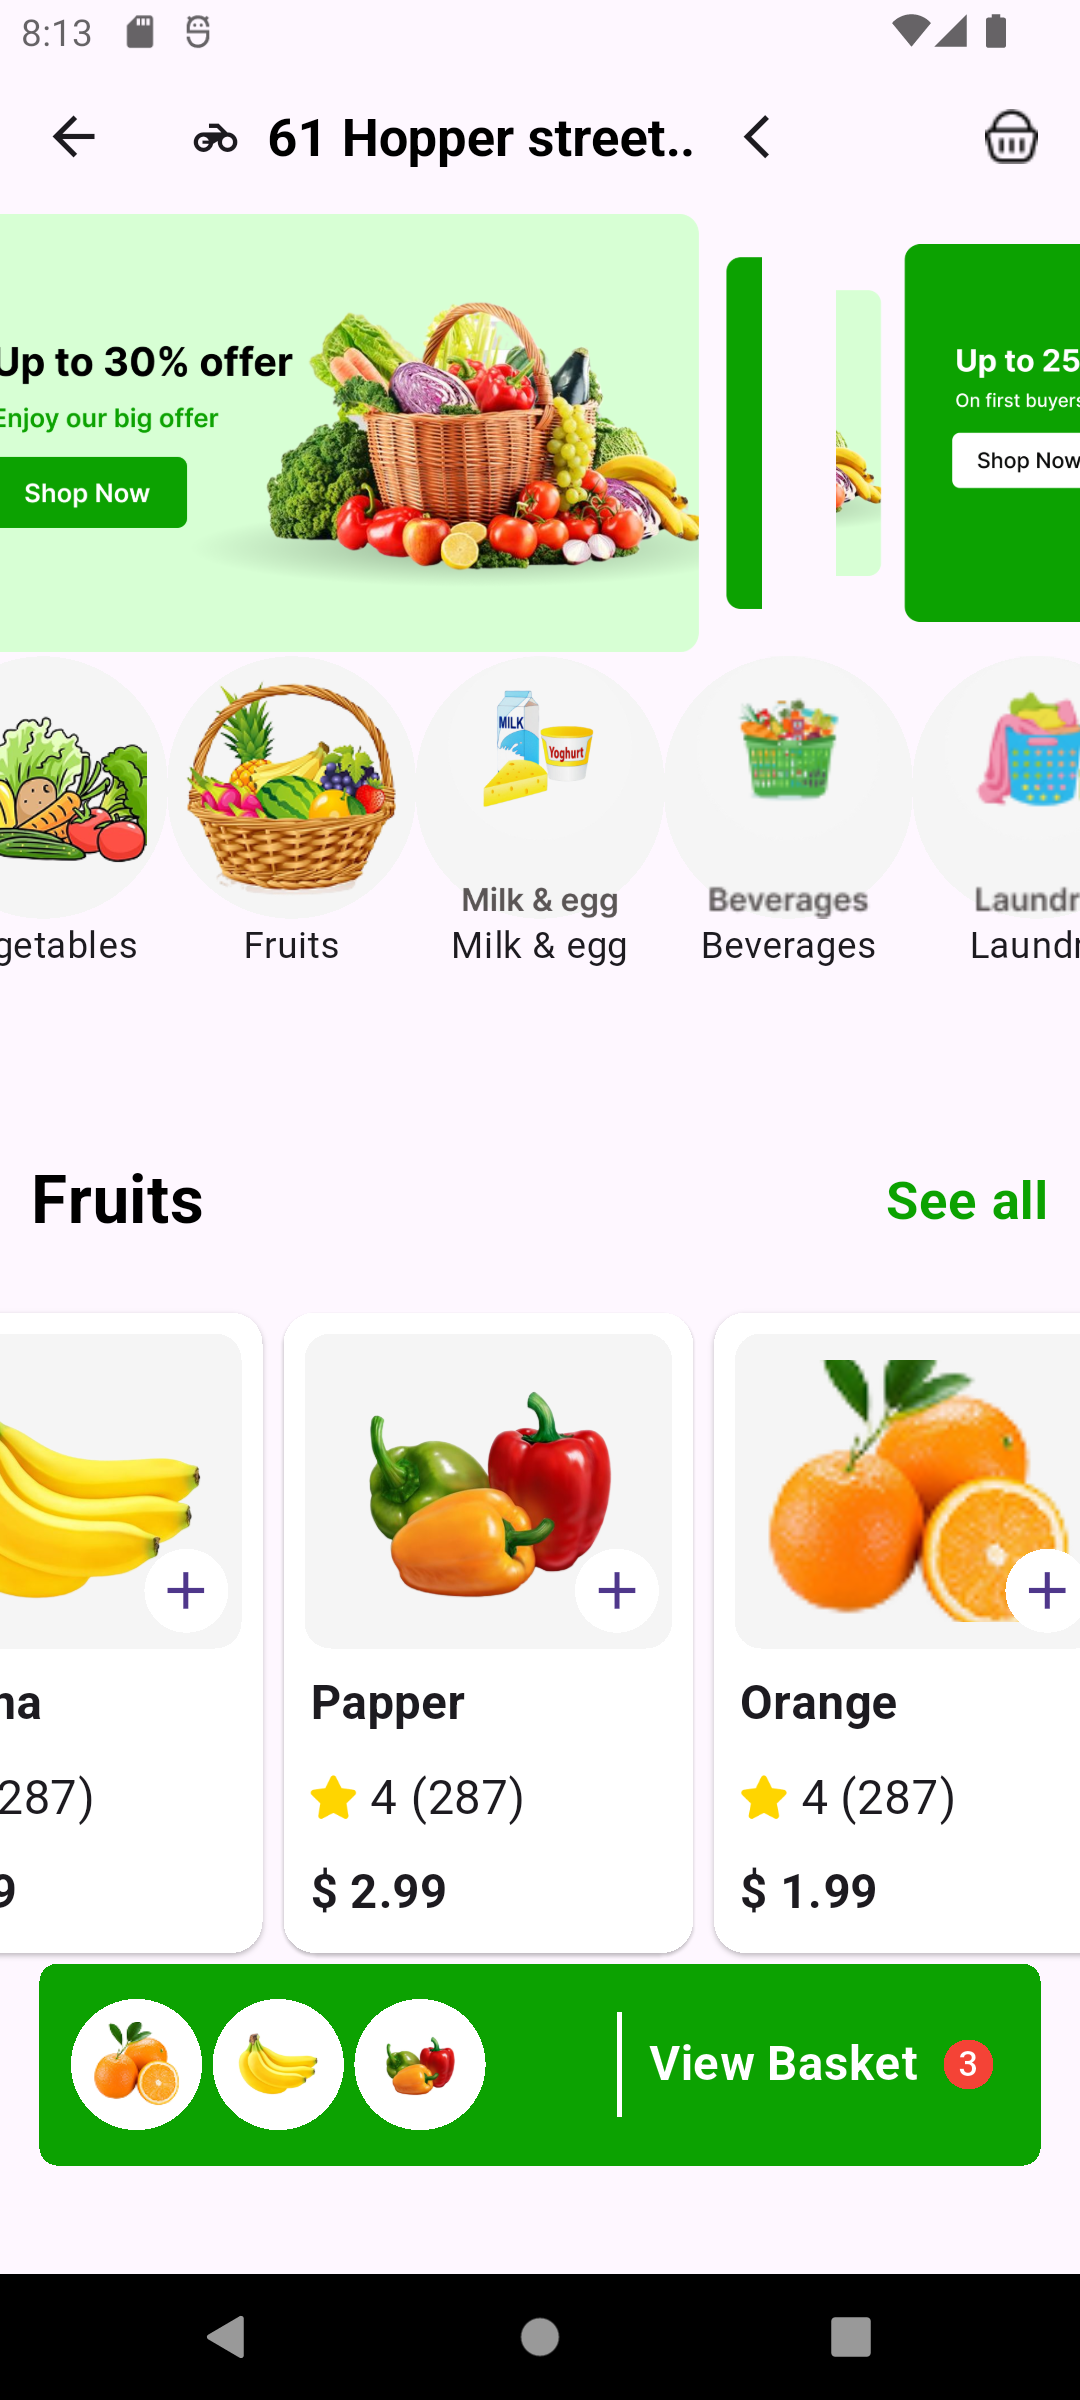 8:13
61 Hopper street..
Up to 30% offer
Enjoy our big offer
Shop Now
Up to 25
On first buyers
Shop Now
MILK
Yoghurt
Milk & egg
Beverages
Laundr
getables
Fruits
Milk & egg
Beverages
Laundr
Fruits
See all
na
Papper
Orange
287)
4 (287)
4 (287)
9
$ 2.99
$ 1.99
View Basket
3